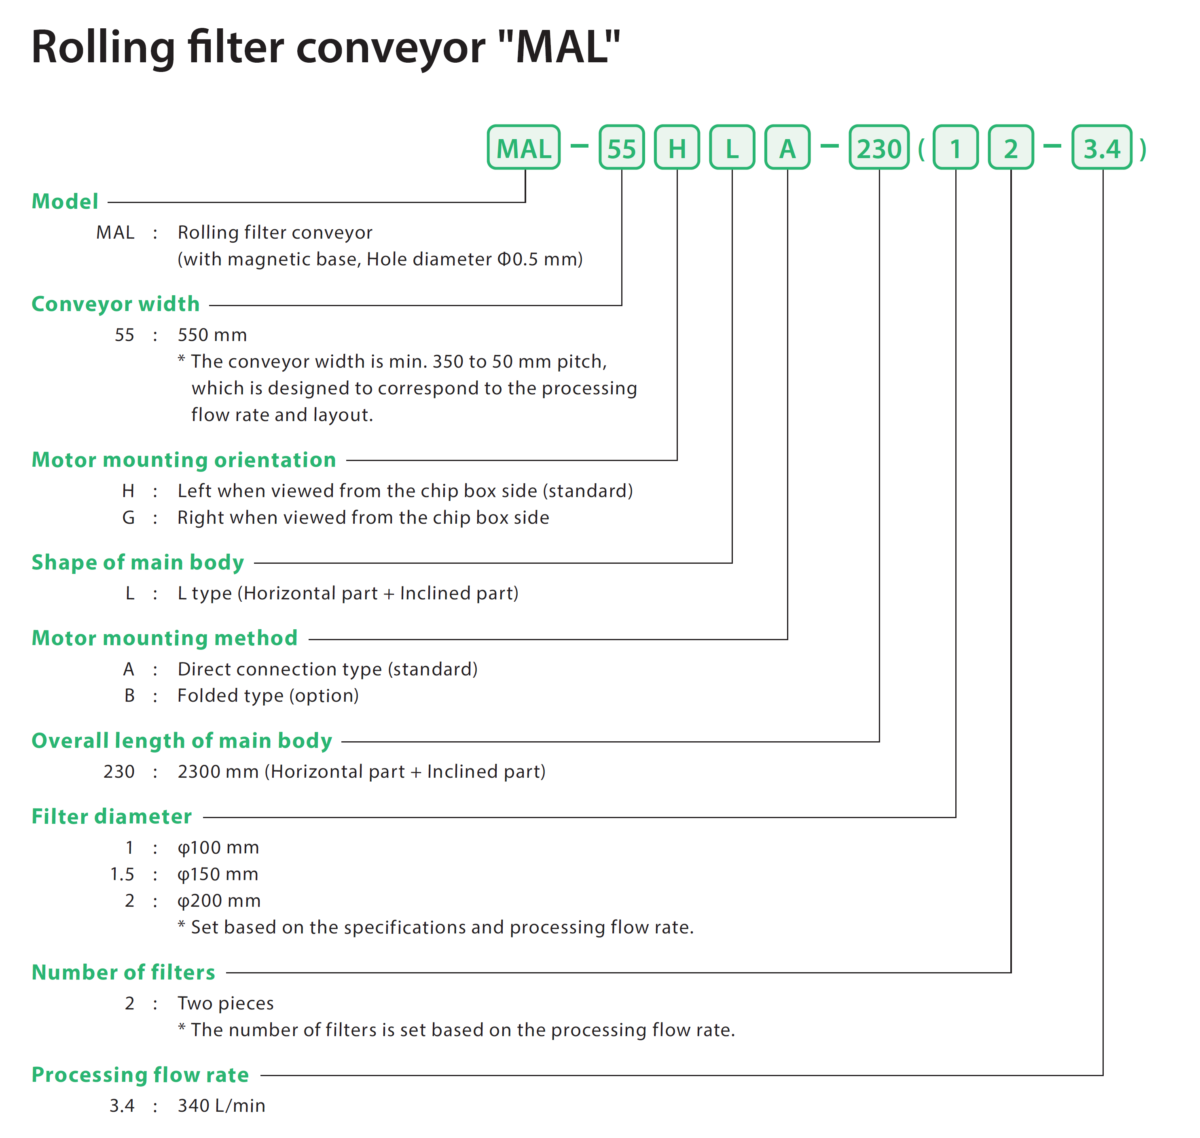 Rolling filter conveyor "MAL"
MAL - 55 H L A - 230 ( 1 2 - 3.4 )
Model
MAL : Rolling filter conveyor
(with magnetic base, Hole diameter Φ0.5 mm)
Conveyor width
55 : 550 mm
* The conveyor width is min. 350 to 50 mm pitch,
which is designed to correspond to the processing
flow rate and layout.
Motor mounting orientation
H : Left when viewed from the chip box side (standard)
G : Right when viewed from the chip box side
Shape of main body
L : L type (Horizontal part + Inclined part)
Motor mounting method
A : Direct connection type (standard)
B : Folded type (option)
Overall length of main body
230 : 2300 mm (Horizontal part + Inclined part)
Filter diameter
1 : φ100 mm
1.5 : φ150 mm
2 : φ200 mm
* Set based on the specifications and processing flow rate.
Number of filters
2 : Two pieces
* The number of filters is set based on the processing flow rate.
Processing flow rate
3.4 : 340 L/min